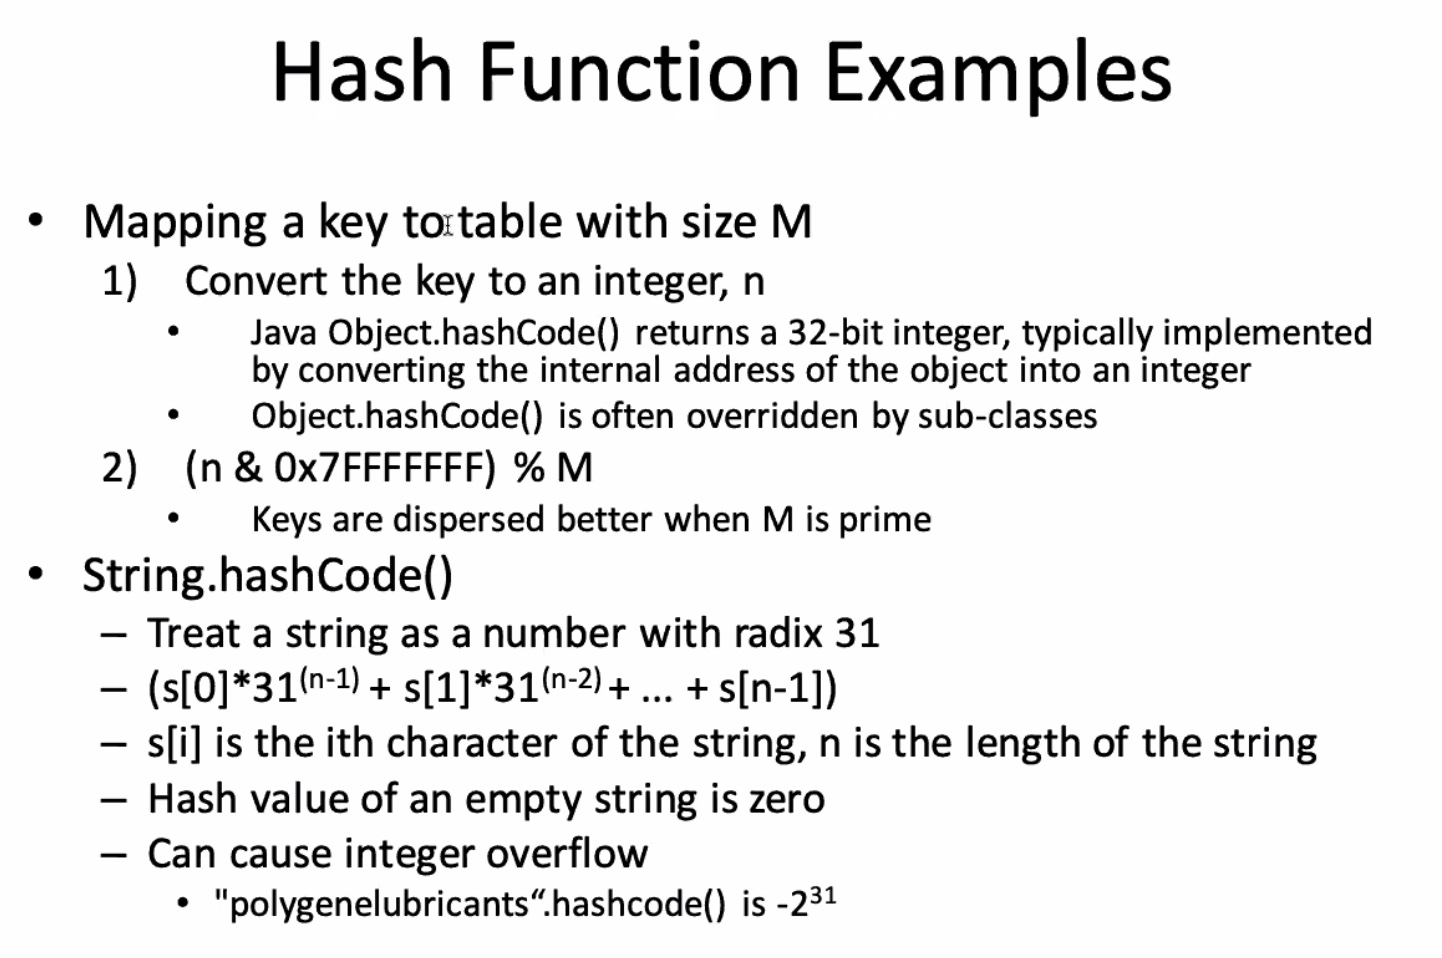 Hash Function Examples
• Mapping a key to table with size M
1) Convert the key to an integer, n
• Java Object.hashCode() returns a 32-bit integer, typically implemented
by converting the internal address of the object into an integer
• Object.hashCode() is often overridden by sub-classes
2) (n & 0x7FFFFFFF) % M
• Keys are dispersed better when M is prime
• String.hashCode()
– Treat a string as a number with radix 31
– (s[0]*31^(n-1) + s[1]*31^(n-2) + ... + s[n-1])
– s[i] is the ith character of the string, n is the length of the string
– Hash value of an empty string is zero
– Can cause integer overflow
• "polygenelubricants“.hashcode() is -2³¹